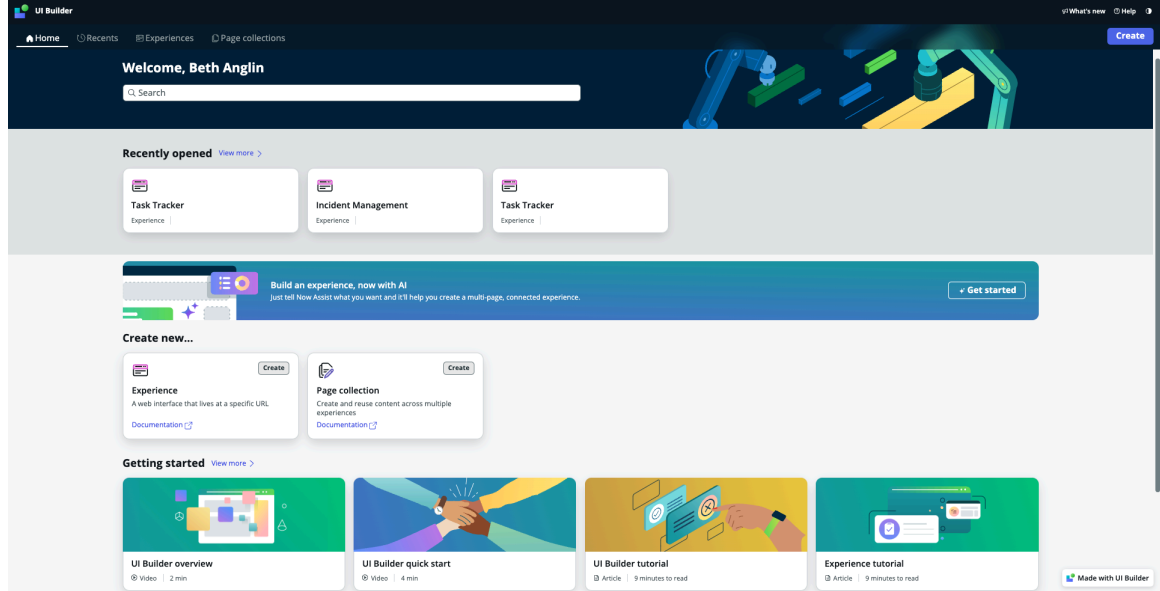 UI Builder
What's new Help
Home Recents Experiences Page collections Create
Welcome, Beth Anglin
Search
Recently opened View more
Task Tracker
Experience
Incident Management
Experience
Task Tracker
Experience
Build an experience, now with AI
Just tell Now Assist what you want and it'll help you create a multi-page, connected experience.
Get started
Create new...
Create
Experience
A web interface that lives at a specific URL
Documentation
Create
Page collection
Create and reuse content across multiple
experiences
Documentation
Getting started View more
UI Builder overview
Video 2 min
UI Builder quick start
Video 4 min
UI Builder tutorial
Article 9 minutes to read
Experience tutorial
Article 9 minutes to read
Made with UI Builder